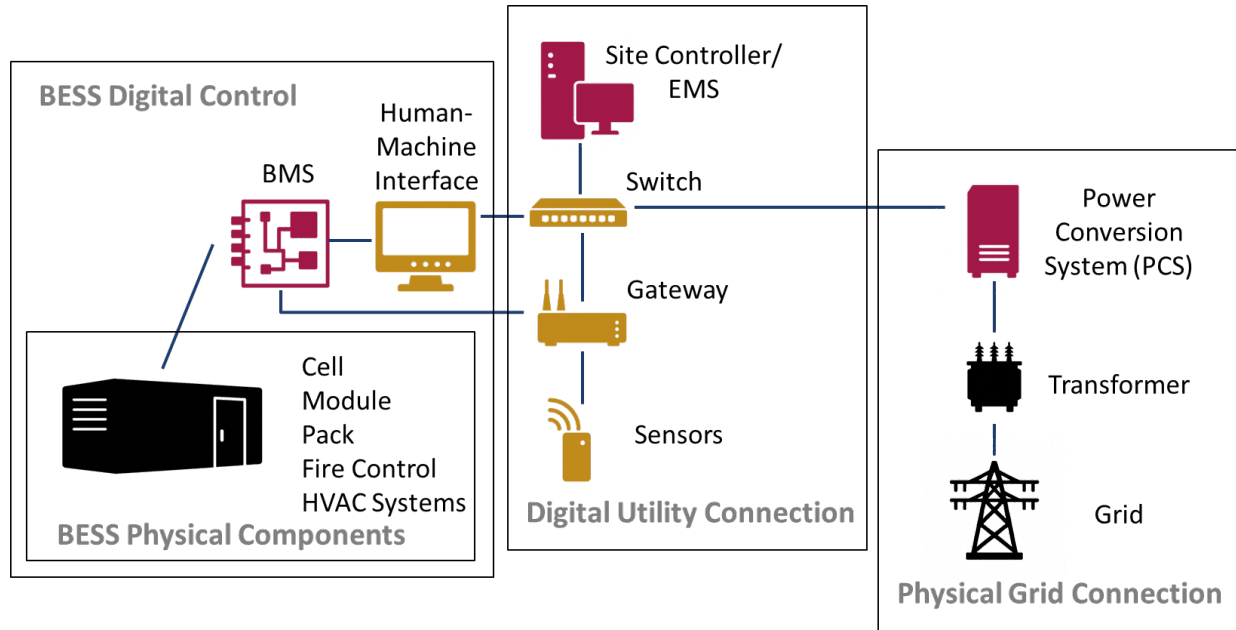 BESS Digital Control
BMS
Human-
Machine
Interface
Cell
Module
Pack
Fire Control
HVAC Systems
BESS Physical Components
Site Controller/
EMS
Switch
Gateway
Sensors
Digital Utility Connection
Power
Conversion
System (PCS)
Transformer
Grid
Physical Grid Connection